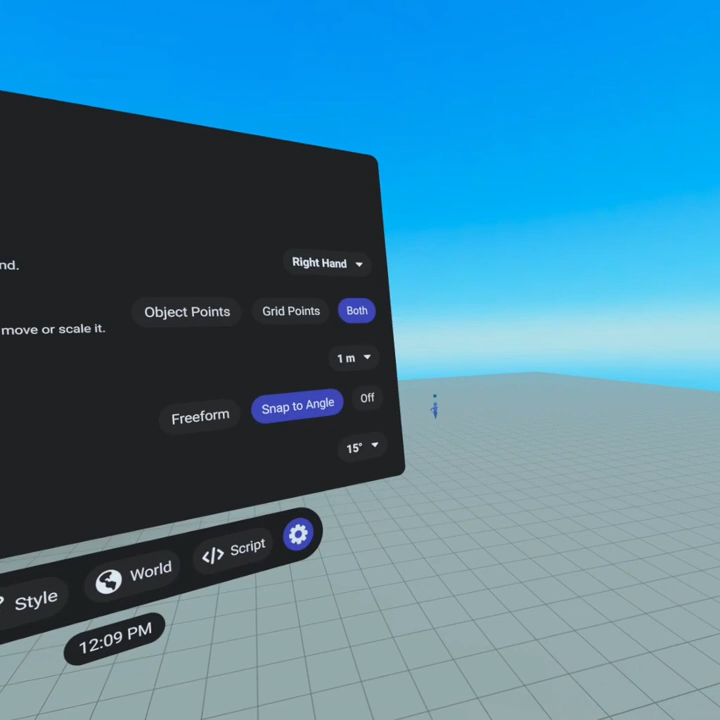 nd.
Right Hand
Object Points Grid Points Both
move or scale it.
1 m
Freeform Snap to Angle Off
15°
Style World </> Script
12:09 PM